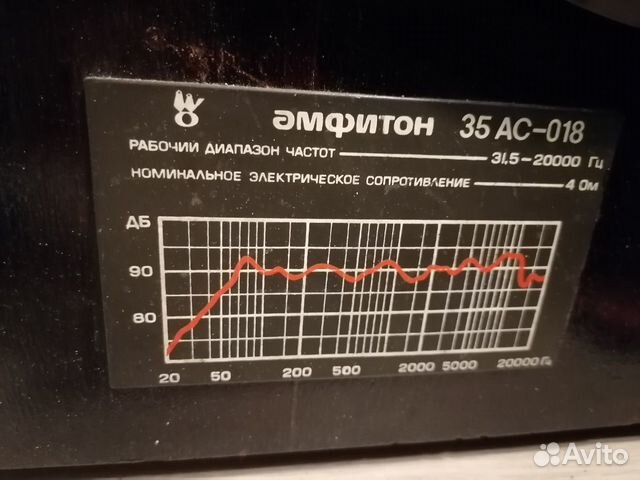 амфитон 35 АС-018
РАБОЧИЙ ДИАПАЗОН ЧАСТОТ 31,5-20000 Гц
НОМИНАЛЬНОЕ ЭЛЕКТРИЧЕСКОЕ СОПРОТИВЛЕНИЕ 4 Ом
ДБ
90
80
20 50 200 500 2000 5000 20000 Гц
Avito